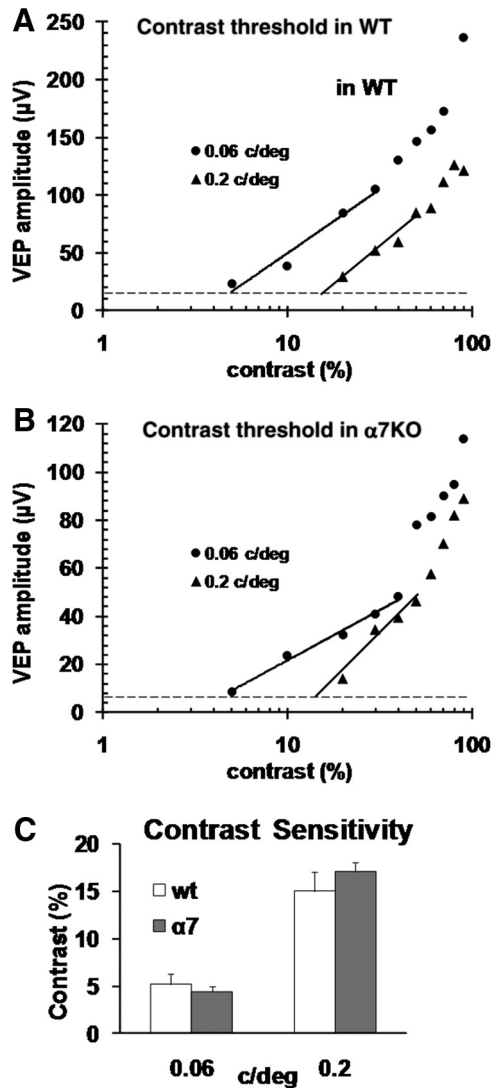 A
Contrast threshold in WT
in WT
VEP amplitude (µV)
250
200
150
100
50
0
0.06 c/deg
0.2 c/deg
1 10 100
contrast (%)
B
Contrast threshold in α7KO
VEP amplitude (µV)
120
100
80
60
40
20
0
0.06 c/deg
0.2 c/deg
1 10 100
contrast (%)
C
Contrast Sensitivity
Contrast (%)
20
15
10
5
0
wt
α7
0.06 c/deg 0.2